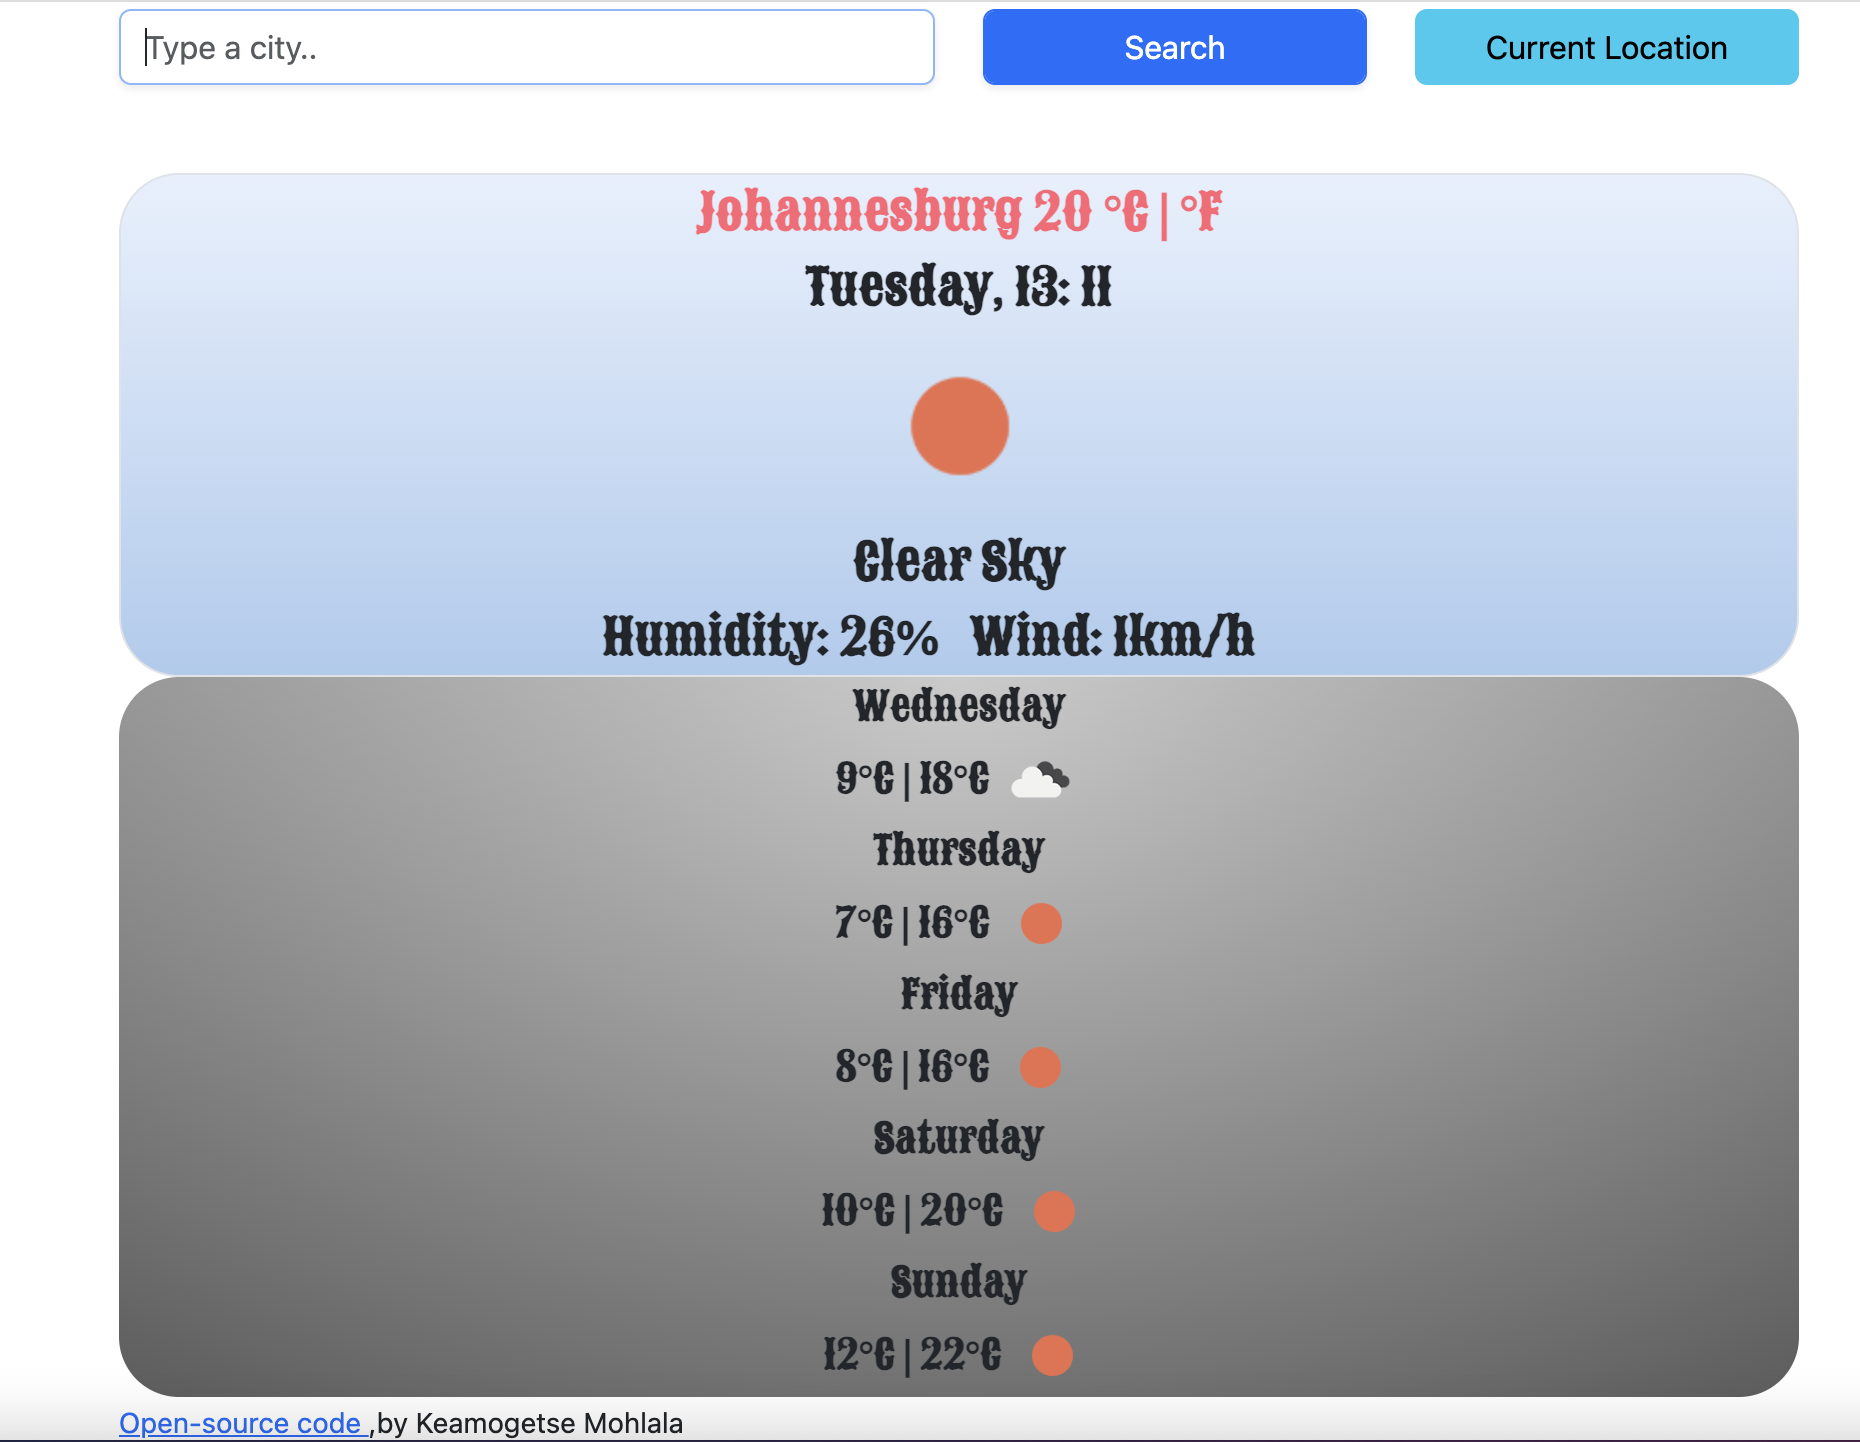 Type a city..
Search
Current Location
Johannesburg 20 °C | °F
Tuesday, 13: 11
Clear Sky
Humidity: 26% Wind: 1km/h
Wednesday
9°C | 18°C
Thursday
7°C | 16°C
Friday
8°C | 16°C
Saturday
10°C | 20°C
Sunday
12°C | 22°C
Open-source code ,by Keamogetse Mohlala